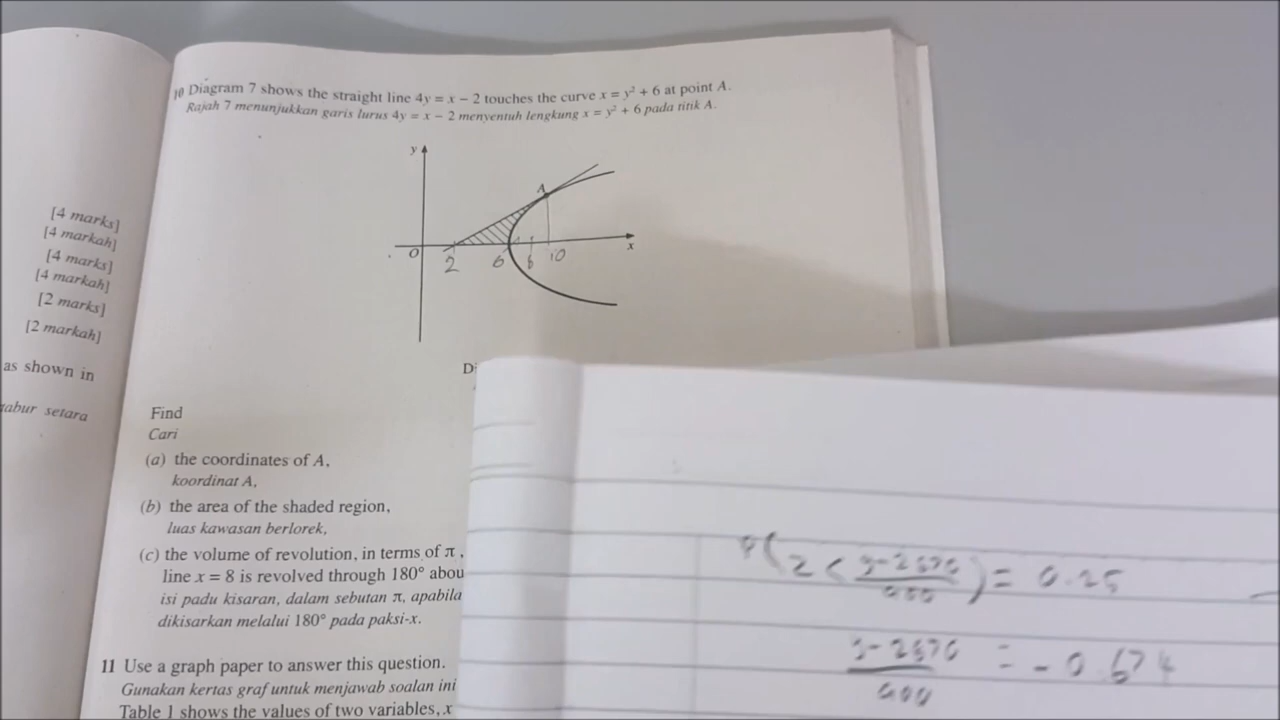 [4 marks]
[4 markah]
[4 marks]
[4 markah]
[2 marks]
[2 markah]
as shown in
tabur setara
10 Diagram 7 shows the straight line 4y = x − 2 touches the curve x = y² + 6 at point A.
Rajah 7 menunjukkan garis lurus 4y = x − 2 menyentuh lengkung x = y² + 6 pada titik A.
y
A
O
x
2
6
10
Find
Cari
(a) the coordinates of A,
koordinat A,
(b) the area of the shaded region,
luas kawasan berlorek,
(c) the volume of revolution, in terms of π,
line x = 8 is revolved through 180° abou
isi padu kisaran, dalam sebutan π, apabila
dikisarkan melalui 180° pada paksi-x.
11 Use a graph paper to answer this question.
Gunakan kertas graf untuk menjawab soalan ini
Table 1 shows the values of two variables, x
= 0.25
= -0.674